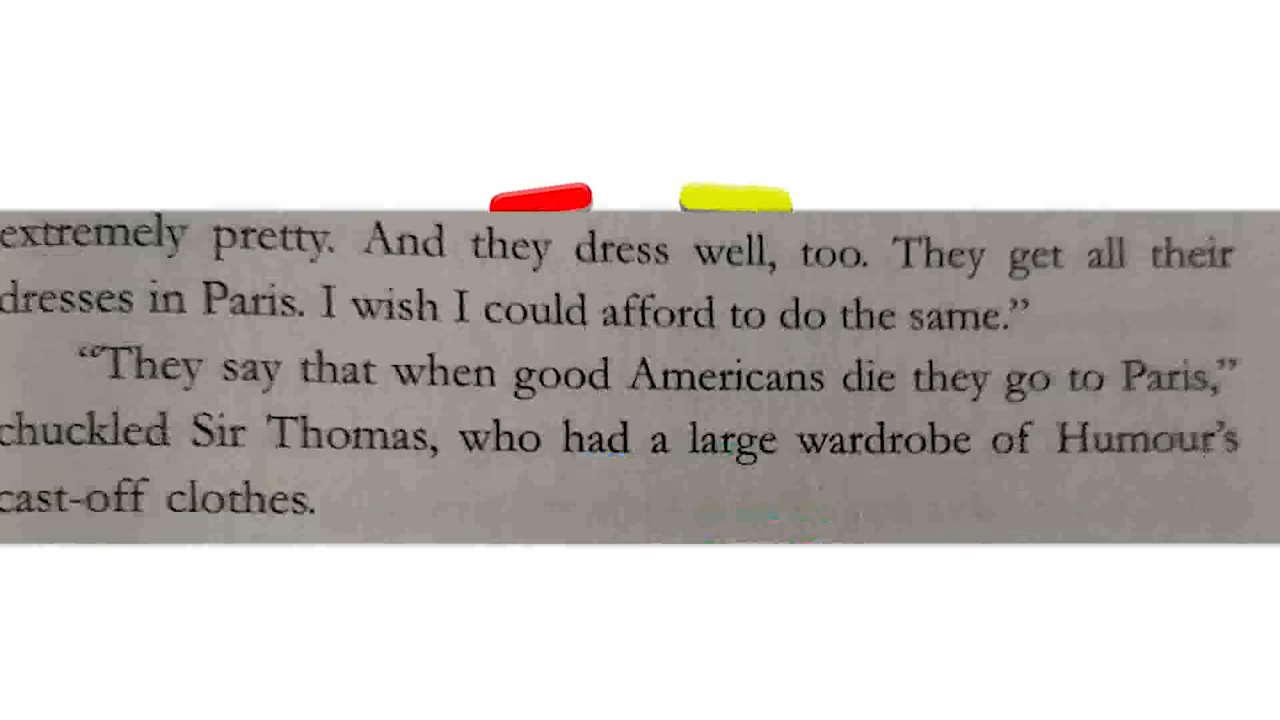 extremely pretty. And they dress well, too. They get all their
dresses in Paris. I wish I could afford to do the same.”
“They say that when good Americans die they go to Paris,”
chuckled Sir Thomas, who had a large wardrobe of Humour’s
cast-off clothes.